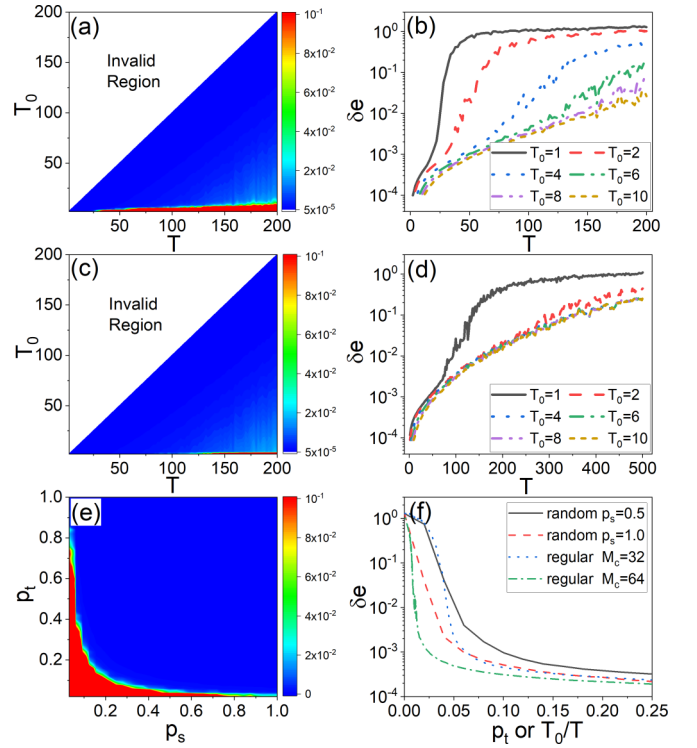 (a)
Invalid
Region
T₀
200
150
100
50
50
100
150
200
T
10⁻¹
8x10⁻²
6x10⁻²
4x10⁻²
2x10⁻²
5x10⁻⁵
(b)
δe
10¹
10⁰
10⁻¹
10⁻²
10⁻³
10⁻⁴
0
50
100
150
200
T
T₀=1
T₀=2
T₀=4
T₀=6
T₀=8
T₀=10
(c)
Invalid
Region
T₀
200
150
100
50
50
100
150
200
T
10⁻¹
8x10⁻²
6x10⁻²
4x10⁻²
2x10⁻²
5x10⁻⁵
(d)
δe
10⁰
10⁻¹
10⁻²
10⁻³
10⁻⁴
0
100
200
300
400
500
T
T₀=1
T₀=2
T₀=4
T₀=6
T₀=8
T₀=10
(e)
pₜ
1.0
0.8
0.6
0.4
0.2
0.2
0.4
0.6
0.8
1.0
pₛ
10⁻¹
8x10⁻²
6x10⁻²
4x10⁻²
2x10⁻²
0
(f)
δe
10¹
10⁰
10⁻¹
10⁻²
10⁻³
10⁻⁴
0.00
0.05
0.10
0.15
0.20
0.25
pₜ or T₀/T
random pₛ=0.5
random pₛ=1.0
regular M꜀=32
regular M꜀=64